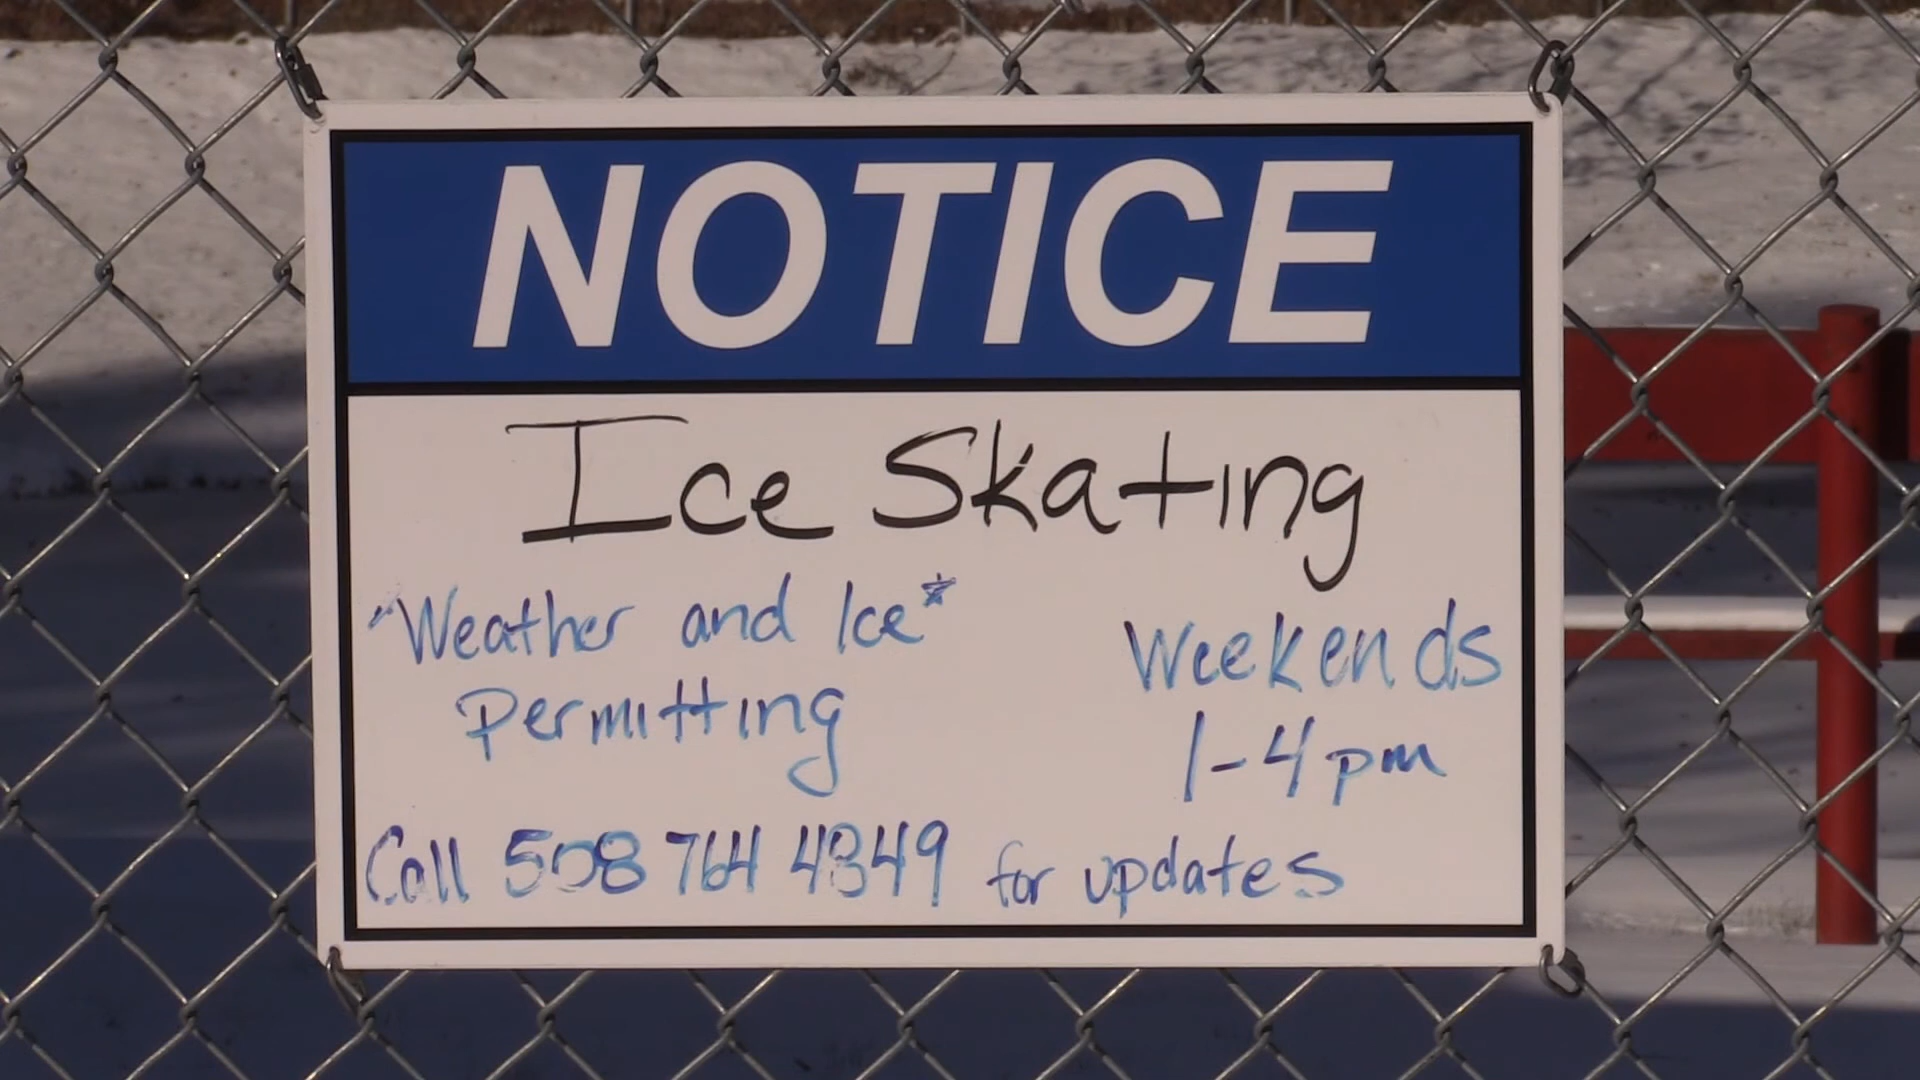 NOTICE
Ice Skating
*Weather and Ice*
Permitting
Weekends
1-4pm
Call 508 764 4349 for updates